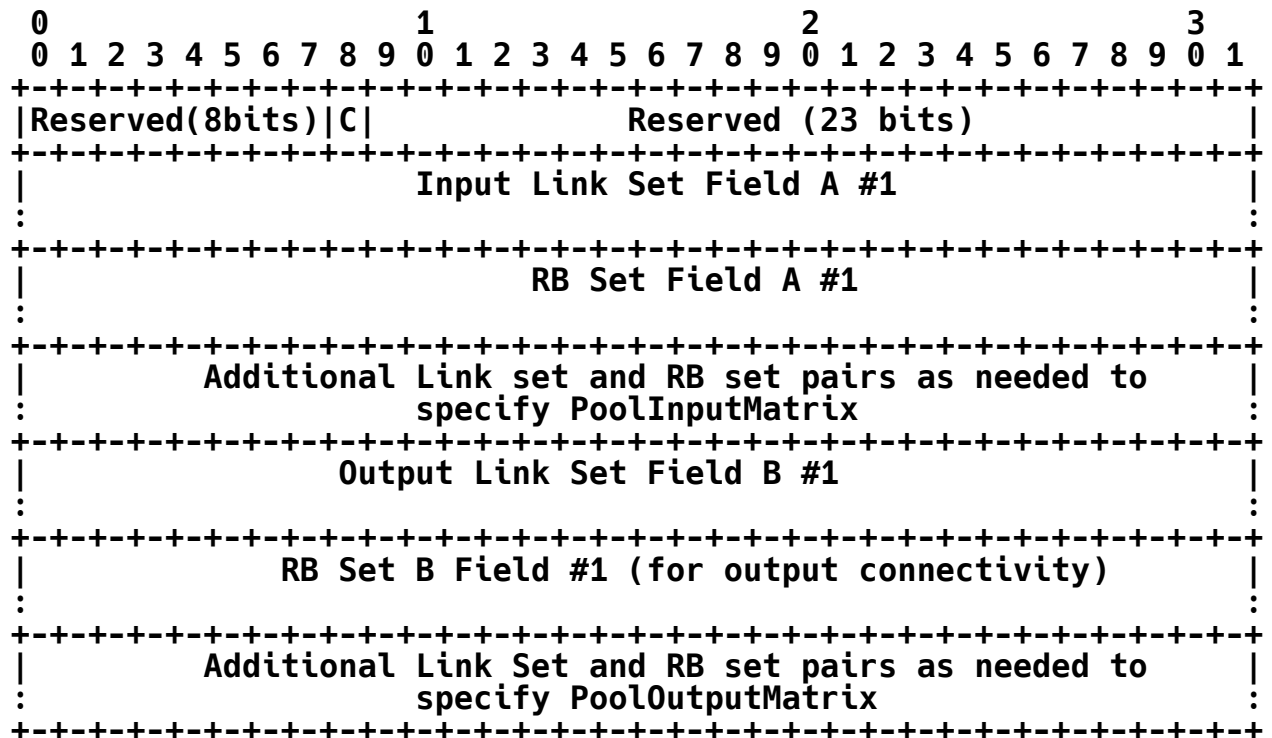 0                   1                   2                   3
 0 1 2 3 4 5 6 7 8 9 0 1 2 3 4 5 6 7 8 9 0 1 2 3 4 5 6 7 8 9 0 1
+-+-+-+-+-+-+-+-+-+-+-+-+-+-+-+-+-+-+-+-+-+-+-+-+-+-+-+-+-+-+-+-+
|Reserved(8bits)|C|             Reserved (23 bits)              |
+-+-+-+-+-+-+-+-+-+-+-+-+-+-+-+-+-+-+-+-+-+-+-+-+-+-+-+-+-+-+-+-+
|                    Input Link Set Field A #1                  |
:                                                               :
+-+-+-+-+-+-+-+-+-+-+-+-+-+-+-+-+-+-+-+-+-+-+-+-+-+-+-+-+-+-+-+-+
|                          RB Set Field A #1                    |
:                                                               :
+-+-+-+-+-+-+-+-+-+-+-+-+-+-+-+-+-+-+-+-+-+-+-+-+-+-+-+-+-+-+-+-+
|         Additional Link set and RB set pairs as needed to     |
:                    specify PoolInputMatrix                    :
+-+-+-+-+-+-+-+-+-+-+-+-+-+-+-+-+-+-+-+-+-+-+-+-+-+-+-+-+-+-+-+-+
|                Output Link Set Field B #1                     |
:                                                               :
+-+-+-+-+-+-+-+-+-+-+-+-+-+-+-+-+-+-+-+-+-+-+-+-+-+-+-+-+-+-+-+-+
|             RB Set B Field #1 (for output connectivity)       |
:                                                               :
+-+-+-+-+-+-+-+-+-+-+-+-+-+-+-+-+-+-+-+-+-+-+-+-+-+-+-+-+-+-+-+-+
|         Additional Link Set and RB set pairs as needed to     |
:                    specify PoolOutputMatrix                   :
+-+-+-+-+-+-+-+-+-+-+-+-+-+-+-+-+-+-+-+-+-+-+-+-+-+-+-+-+-+-+-+-+